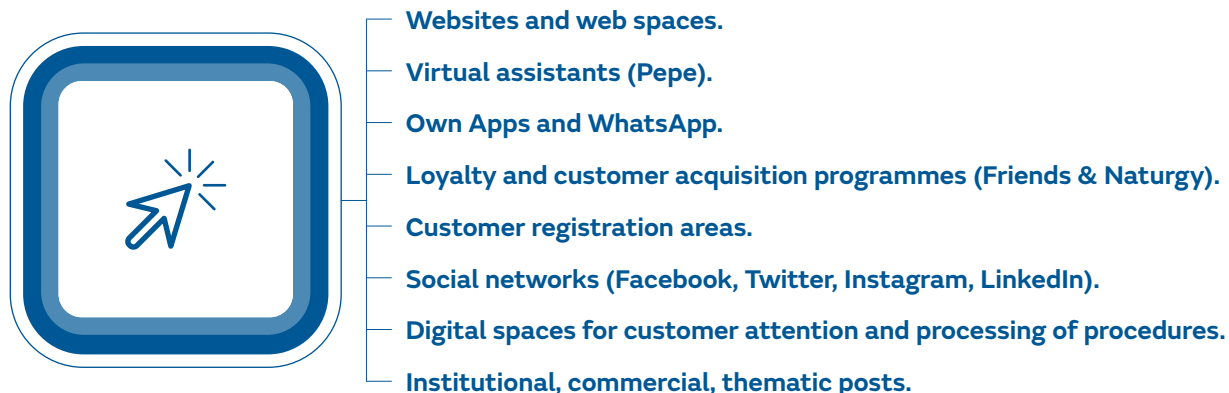 Websites and web spaces.
Virtual assistants (Pepe).
Own Apps and WhatsApp.
Loyalty and customer acquisition programmes (Friends & Naturgy).
Customer registration areas.
Social networks (Facebook, Twitter, Instagram, LinkedIn).
Digital spaces for customer attention and processing of procedures.
Institutional, commercial, thematic posts.